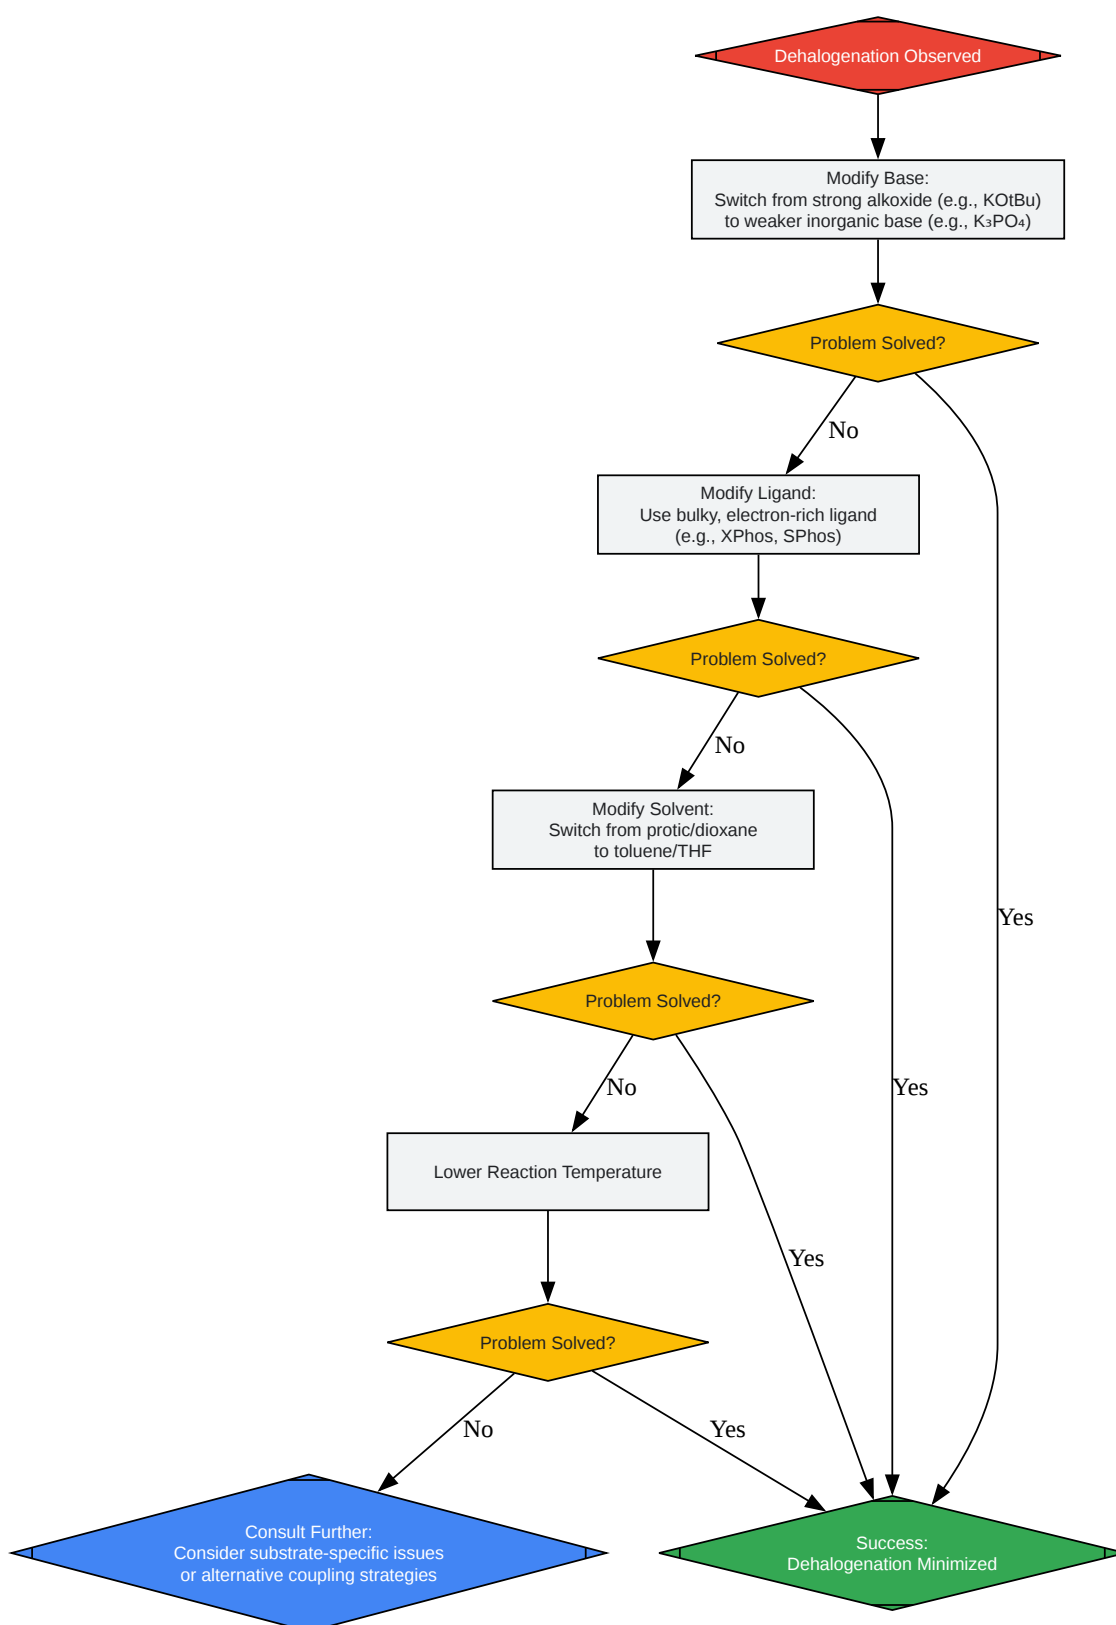 Dehalogenation Observed
Modify Base:
Switch from strong alkoxide (e.g., KOtBu)
to weaker inorganic base (e.g., K₃PO₄)
Problem Solved?
No
Modify Ligand:
Use bulky, electron-rich ligand
(e.g., XPhos, SPhos)
Problem Solved?
No
Modify Solvent:
Switch from protic/dioxane
to toluene/THF
Yes
Problem Solved?
No
Yes
Lower Reaction Temperature
Yes
Problem Solved?
No
Yes
Consult Further:
Consider substrate-specific issues
or alternative coupling strategies
Success:
Dehalogenation Minimized